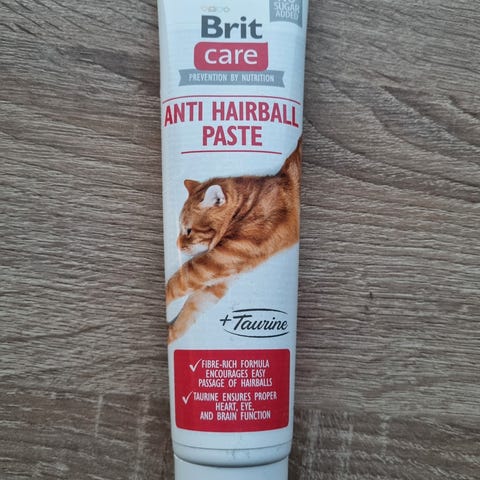 SUGAR
ADDED
Brit
care
PREVENTION BY NUTRITION
ANTI HAIRBALL
PASTE
+Taurine
✓FIBRE-RICH FORMULA
ENCOURAGES EASY
PASSAGE OF HAIRBALLS
✓TAURINE ENSURES PROPER
HEART, EYE,
AND BRAIN FUNCTION